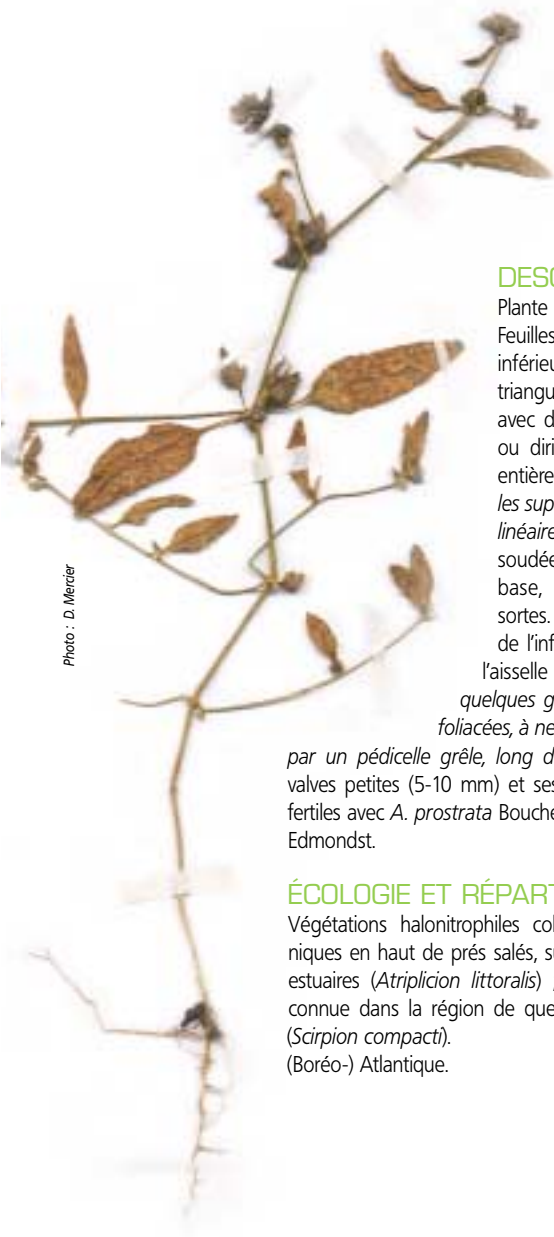 DESC
Plante
Feuilles
inférieu
triangu
avec d
ou diri
entière
les sup
linéaire
soudée
base,
sortes.
de l'inf
l'aisselle
quelques g
foliacées, à ne
par un pédicelle grêle, long d
valves petites (5-10 mm) et ses
fertiles avec A. prostrata Bouche
Edmondst.
ÉCOLOGIE ET RÉPART
Végétations halonitrophiles col
niques en haut de prés salés, su
estuaires (Atriplicion littoralis) ,
connue dans la région de que
(Scirpion compacti).
(Boréo-) Atlantique.
Photo : D. Mercier